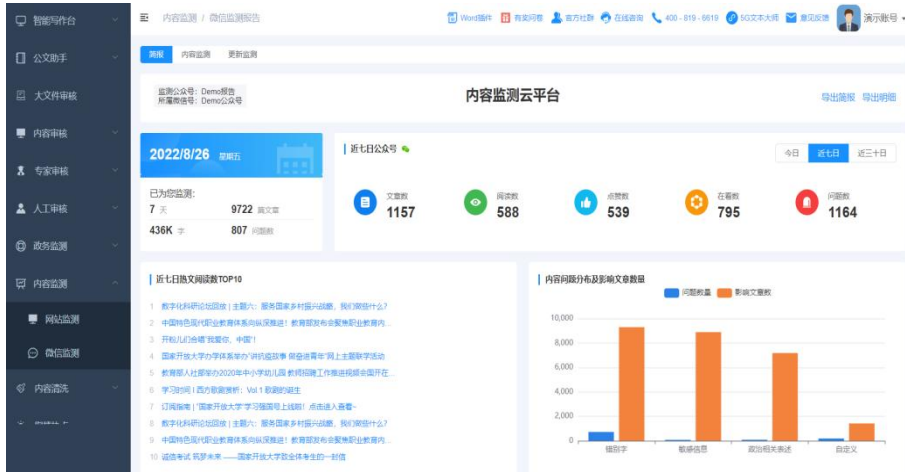 智能写作台
内容监测 / 微信监测报告
Word插件 有奖问卷 官方社群 在线咨询 400 - 819 - 6619 5G文本大师 意见反馈 演示账号
公文助手
大文件审核
内容审核
专家审核
人工审核
政务监测
内容监测
网站监测
微信监测
内容清洗
简报 内容监测 更新监测
监测公众号：Demo报告
所属微信号：Demo公众号
内容监测云平台
导出简报 导出明细
2022/8/26 星期五
已为您监测:
7 天 9722 篇文章
436K 字 807 问题数
近七日公众号
今日 近七日 近三十日
文章数 1157
阅读数 588
点赞数 539
在看数 795
问题数 1164
近七日热文阅读数TOP10
1 数字化科研论坛回放 | 主题六：服务国家乡村振兴战略，我们做些什么?
2 中国特色现代职业教育体系向纵深推进！教育部发布会聚焦职业教育内...
3 开粉儿们合唱"我爱你，中国"!
4 国家开放大学办学体系举办"讲抗疫故事 做奋进青年"网上主题联学活动
5 教育部人社部举办2020年中小学幼儿园教师招聘工作推进视频会国开在...
6 学习时间 | 西方歌剧赏析：Vol.1 歌剧的诞生
7 订阅指南 | "国家开放大学"学习强国号上线啦！点击进入查看~
8 数字化科研论坛回放 | 主题六：服务国家乡村振兴战略，我们做些什么?
9 中国特色现代职业教育体系向纵深推进！教育部发布会聚焦职业教育内...
10 诚信考试 筑梦未来 ——国家开放大学致全体考生的一封信
内容问题分布及影响文章数量
问题数量 影响文章数
10,000
8,000
6,000
4,000
2,000
0
错别字 敏感信息 政治相关表述 自定义